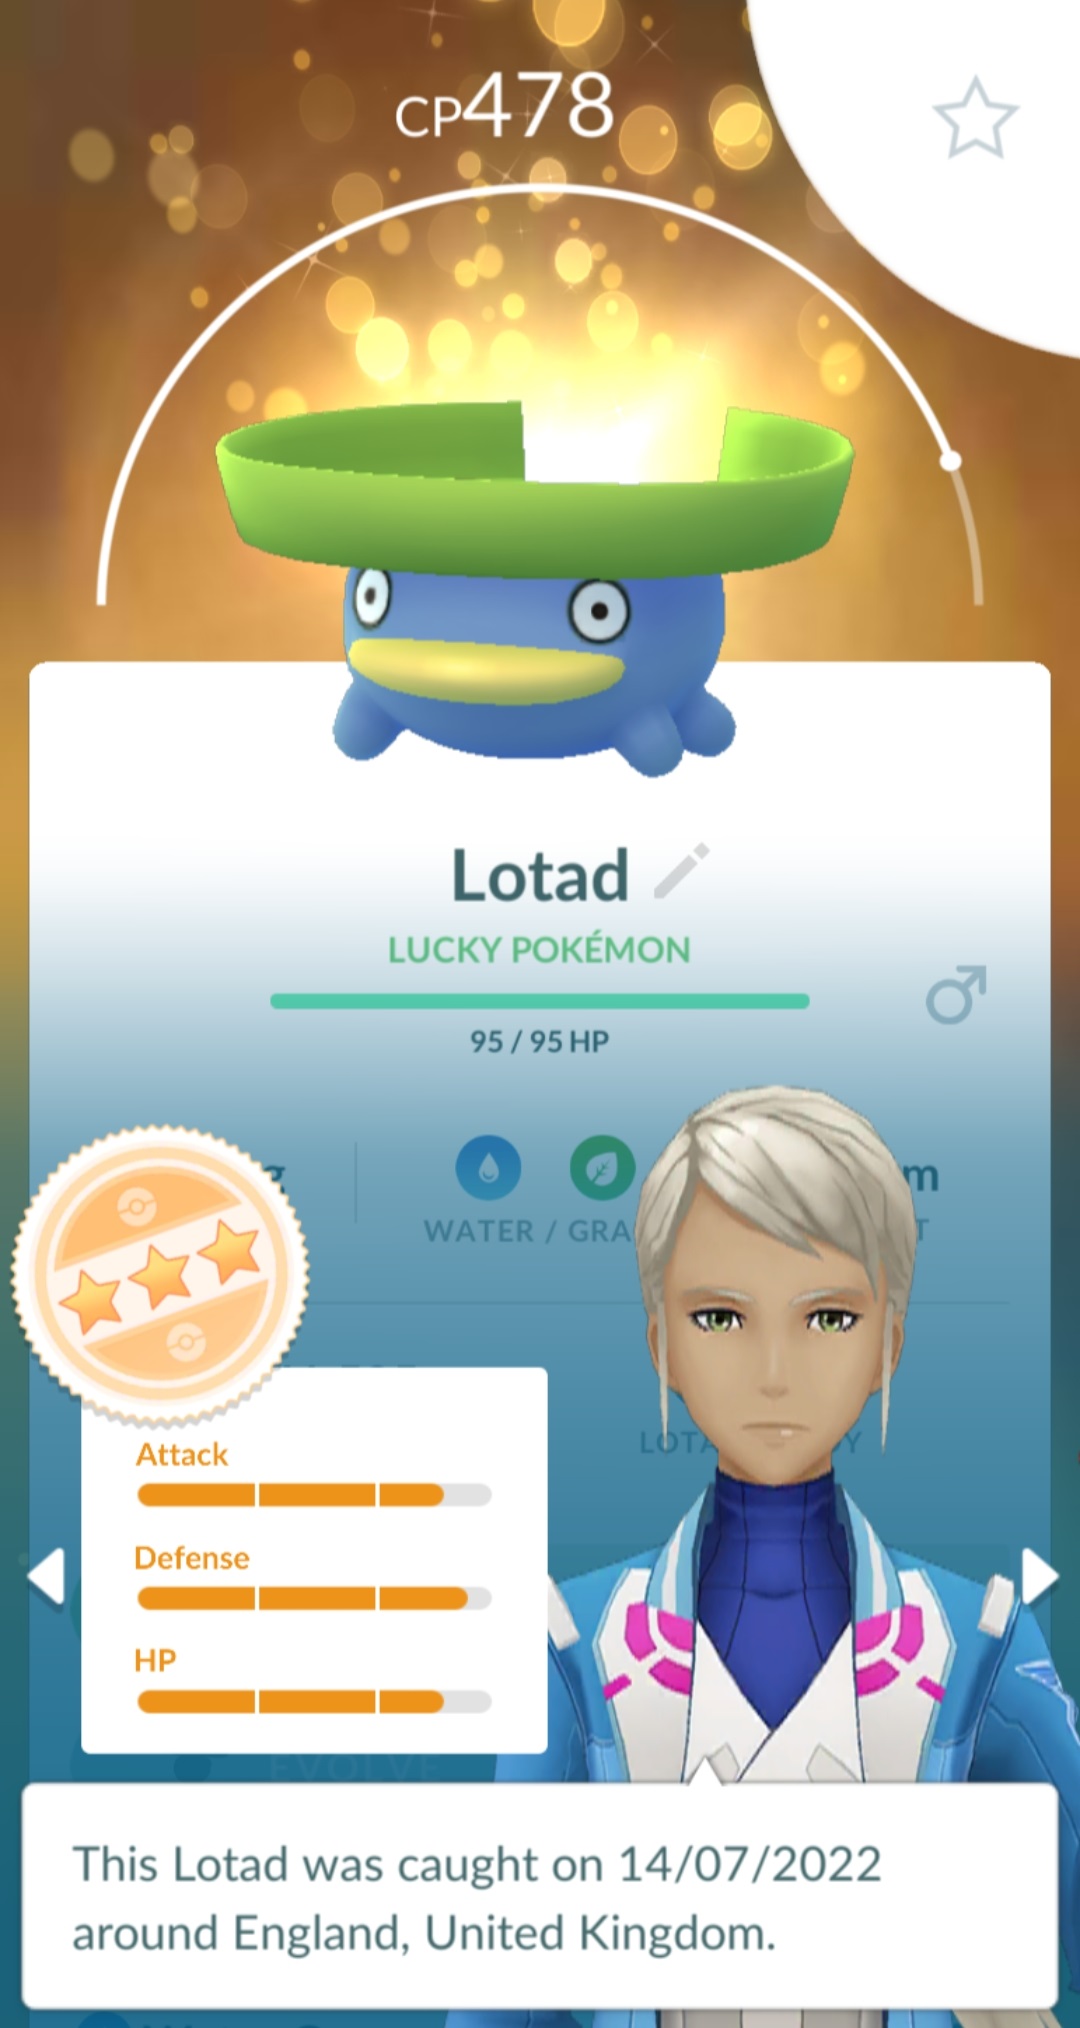 CP478
Lotad
LUCKY POKÉMON
95 / 95 HP
WATER / GRA
m
Attack
Defense
HP
EVOLVE
This Lotad was caught on 14/07/2022
around England, United Kingdom.